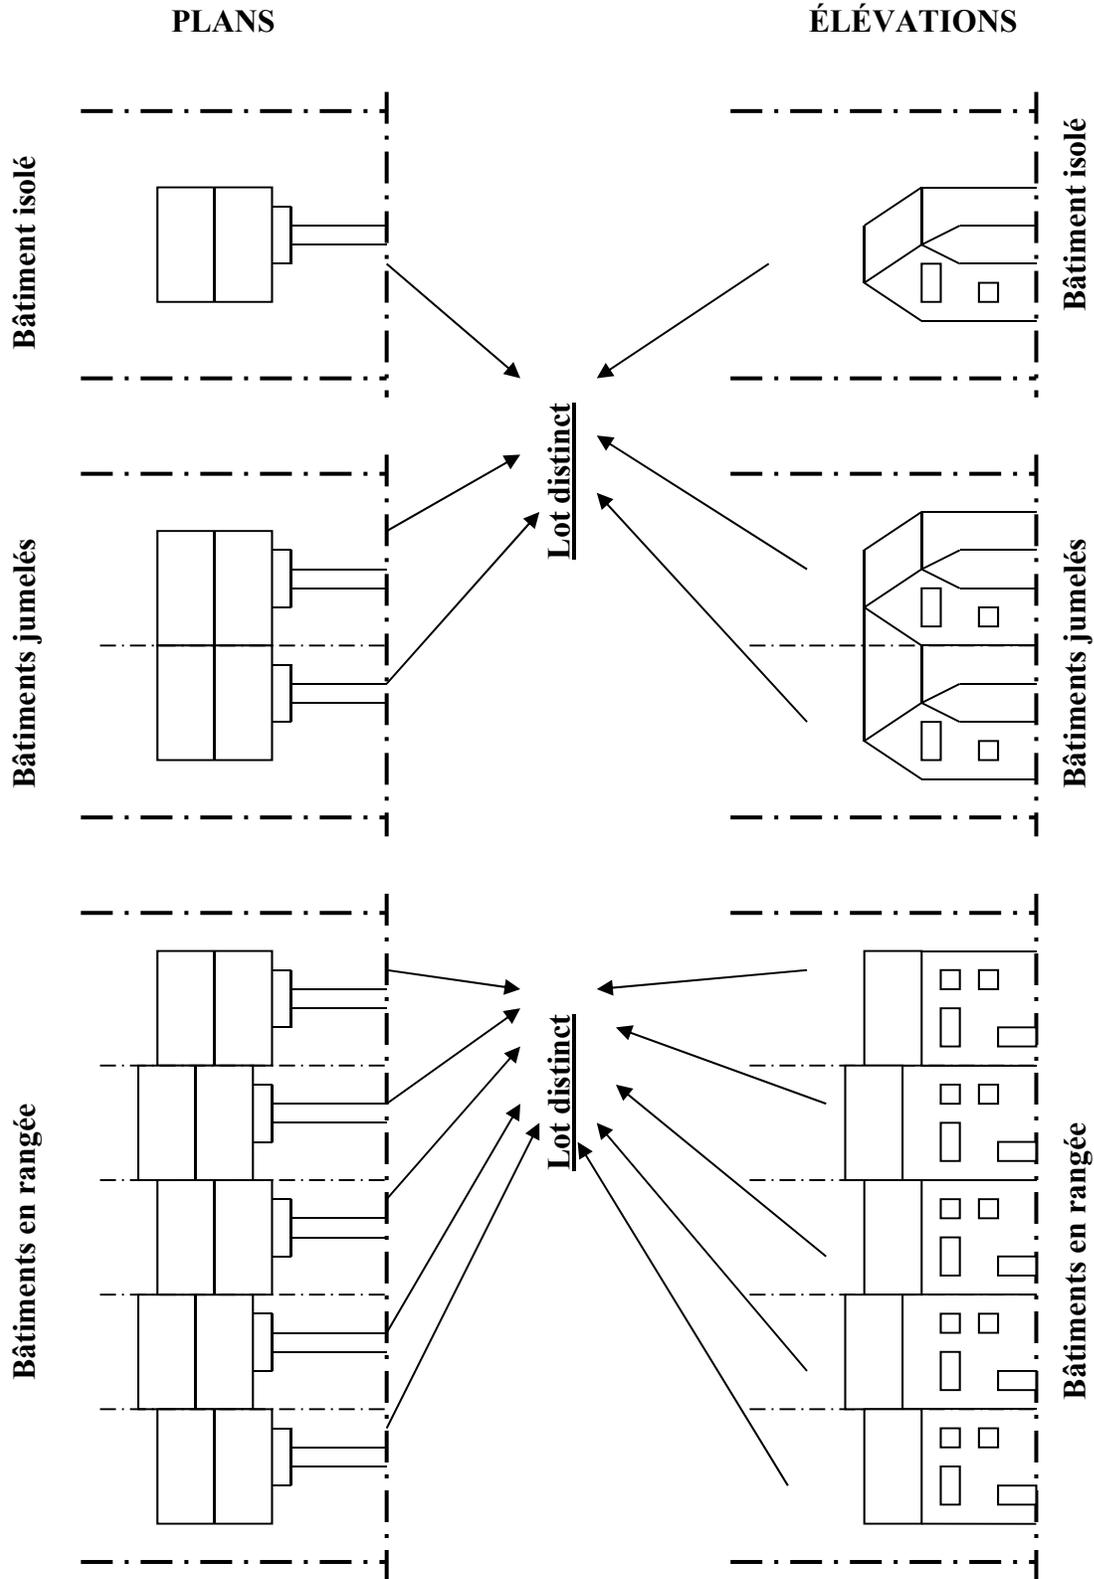 PLANS
ÉLÉVATIONS
Bâtiment isolé
Bâtiment isolé
Lot distinct
Bâtiments jumelés
Bâtiments jumelés
Lot distinct
Bâtiments en rangée
Bâtiments en rangée